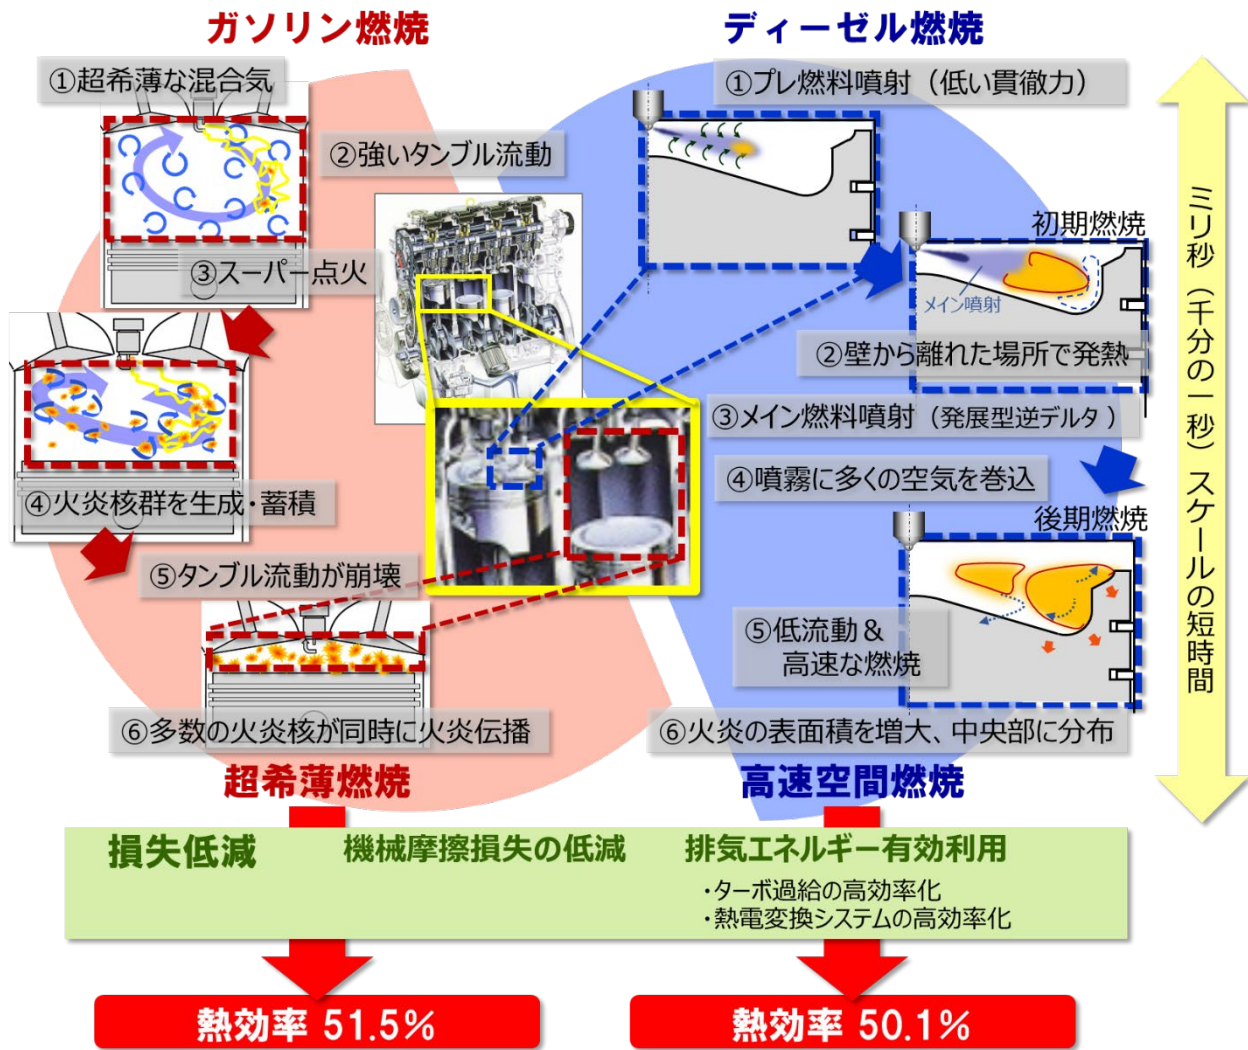 ガソリン燃焼
①超希薄な混合気
②強いタンブル流動
③スーパー点火
④火炎核群を生成・蓄積
⑤タンブル流動が崩壊
⑥多数の火炎核が同時に火炎伝播
超希薄燃焼
ディーゼル燃焼
①プレ燃料噴射（低い貫徹力）
初期燃焼
メイン噴射
②壁から離れた場所で発熱
③メイン燃料噴射（発展型逆デルタ）
④噴霧に多くの空気を巻込
後期燃焼
⑤低流動＆
高速な燃焼
⑥火炎の表面積を増大、中央部に分布
高速空間燃焼
ミリ秒（千分の一秒）スケールの短時間
損失低減
機械摩擦損失の低減
排気エネルギー有効利用
・ターボ過給の高効率化
・熱電変換システムの高効率化
熱効率 51.5%
熱効率 50.1%